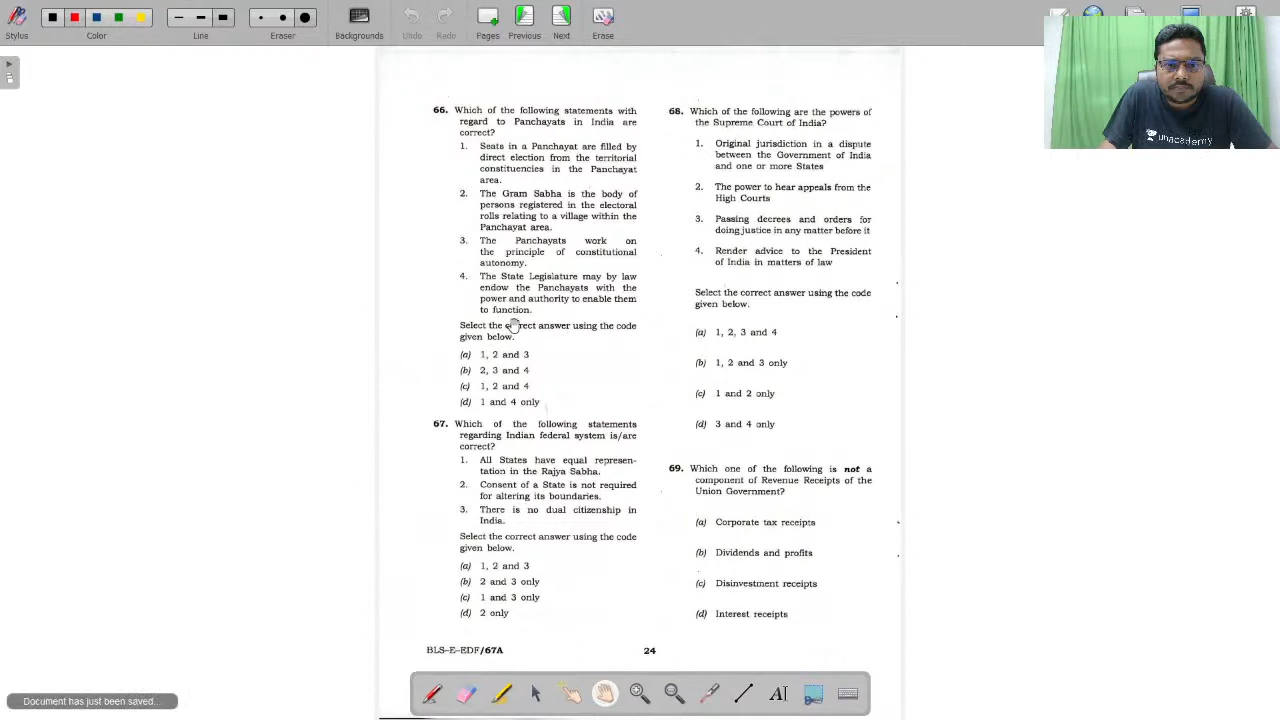 Stylus
Color
Line
Eraser
Backgrounds
Undo
Redo
Pages
Previous
Next
Erase
unacademy
66. Which of the following statements with
regard to Panchayats in India are
correct?
1. Seats in a Panchayat are filled by
direct election from the territorial
constituencies in the Panchayat
area.
2. The Gram Sabha is the body of
persons registered in the electoral
rolls relating to a village within the
Panchayat area.
3. The Panchayats work on
the principle of constitutional
autonomy.
4. The State Legislature may by law
endow the Panchayats with the
power and authority to enable them
to function.
Select the correct answer using the code
given below.
(a) 1, 2 and 3
(b) 2, 3 and 4
(c) 1, 2 and 4
(d) 1 and 4 only
67. Which of the following statements
regarding Indian federal system is/are
correct?
1. All States have equal represen-
tation in the Rajya Sabha.
2. Consent of a State is not required
for altering its boundaries.
3. There is no dual citizenship in
India.
Select the correct answer using the code
given below.
(a) 1, 2 and 3
(b) 2 and 3 only
(c) 1 and 3 only
(d) 2 only
68. Which of the following are the powers of
the Supreme Court of India?
1. Original jurisdiction in a dispute
between the Government of India
and one or more States
2. The power to hear appeals from the
High Courts
3. Passing decrees and orders for
doing justice in any matter before it
4. Render advice to the President
of India in matters of law
Select the correct answer using the code
given below.
(a) 1, 2, 3 and 4
(b) 1, 2 and 3 only
(c) 1 and 2 only
(d) 3 and 4 only
69. Which one of the following is not a
component of Revenue Receipts of the
Union Government?
(a) Corporate tax receipts
(b) Dividends and profits
(c) Disinvestment receipts
(d) Interest receipts
BLS-E-EDF/67A
24
Document has just been saved...